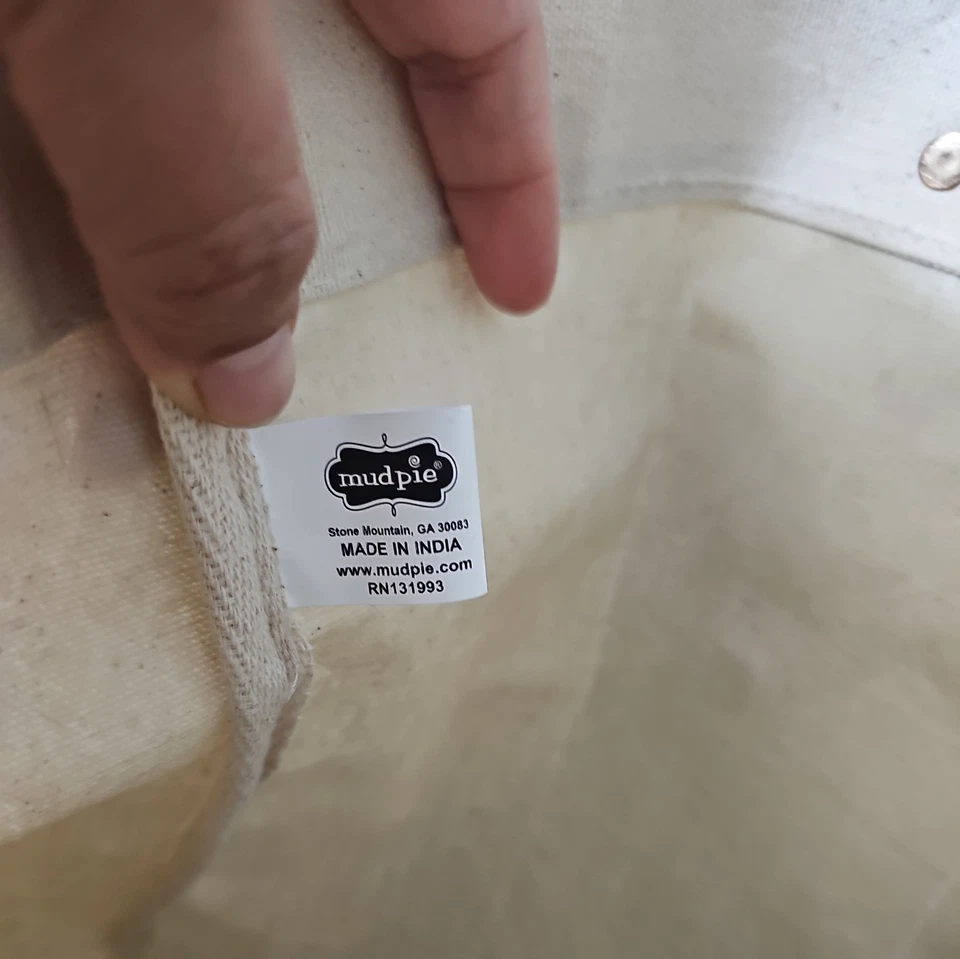 mudpie®
Stone Mountain, GA 30083
MADE IN INDIA
www.mudpie.com
RN131993